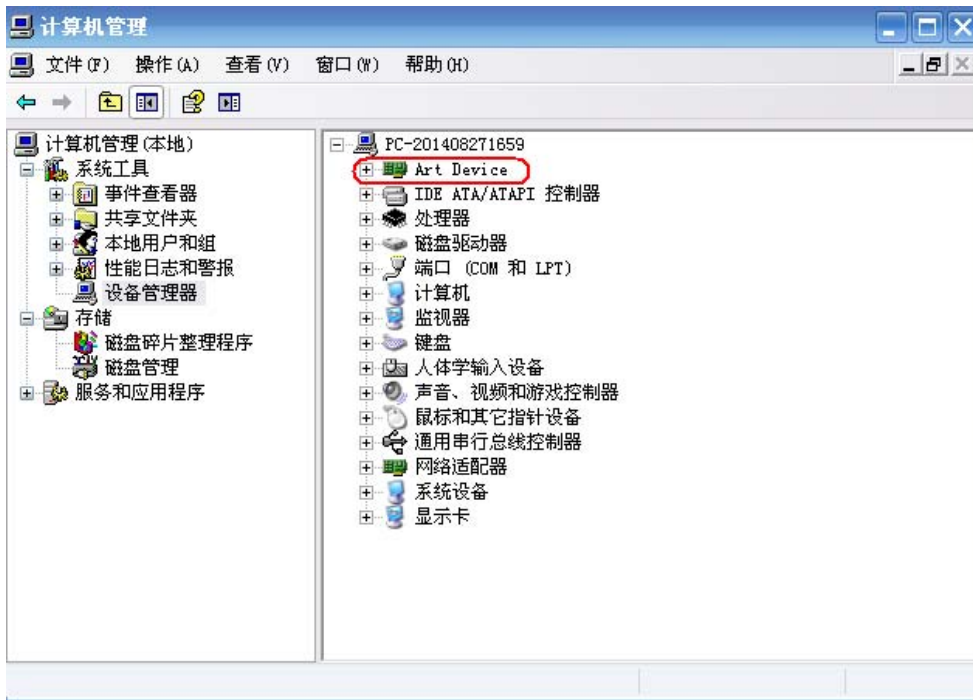 计算机管理
文件(F) 操作(A) 查看(V) 窗口(W) 帮助(H)
计算机管理(本地)
系统工具
事件查看器
共享文件夹
本地用户和组
性能日志和警报
设备管理器
存储
磁盘碎片整理程序
磁盘管理
服务和应用程序
PC-201408271659
Art Device
IDE ATA/ATAPI 控制器
处理器
磁盘驱动器
端口 (COM 和 LPT)
计算机
监视器
键盘
人体学输入设备
声音、视频和游戏控制器
鼠标和其它指针设备
通用串行总线控制器
网络适配器
系统设备
显示卡